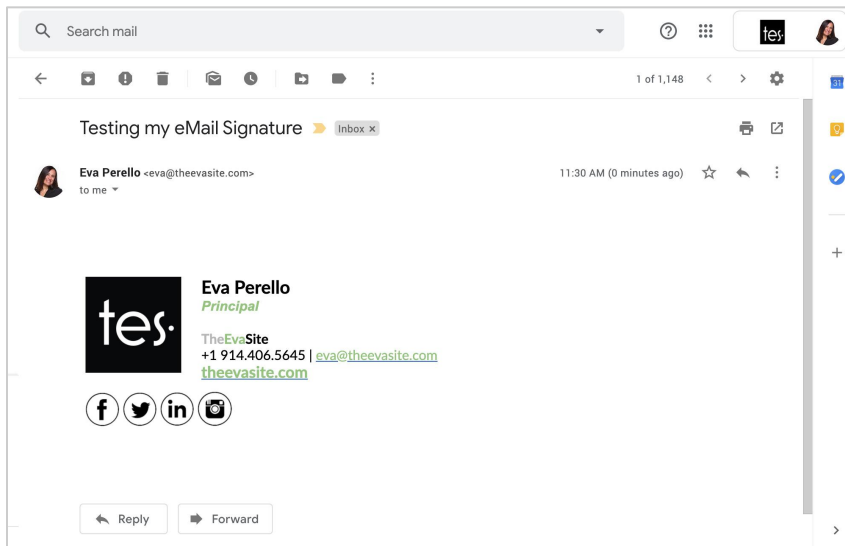 Search mail
tes.
1 of 1,148
31
Testing my eMail Signature Inbox ×
Eva Perello <eva@theevasite.com> 11:30 AM (0 minutes ago)
to me
tes.
Eva Perello
Principal
TheEvaSite
+1 914.406.5645 | eva@theevasite.com
theevasite.com
f in
Reply Forward